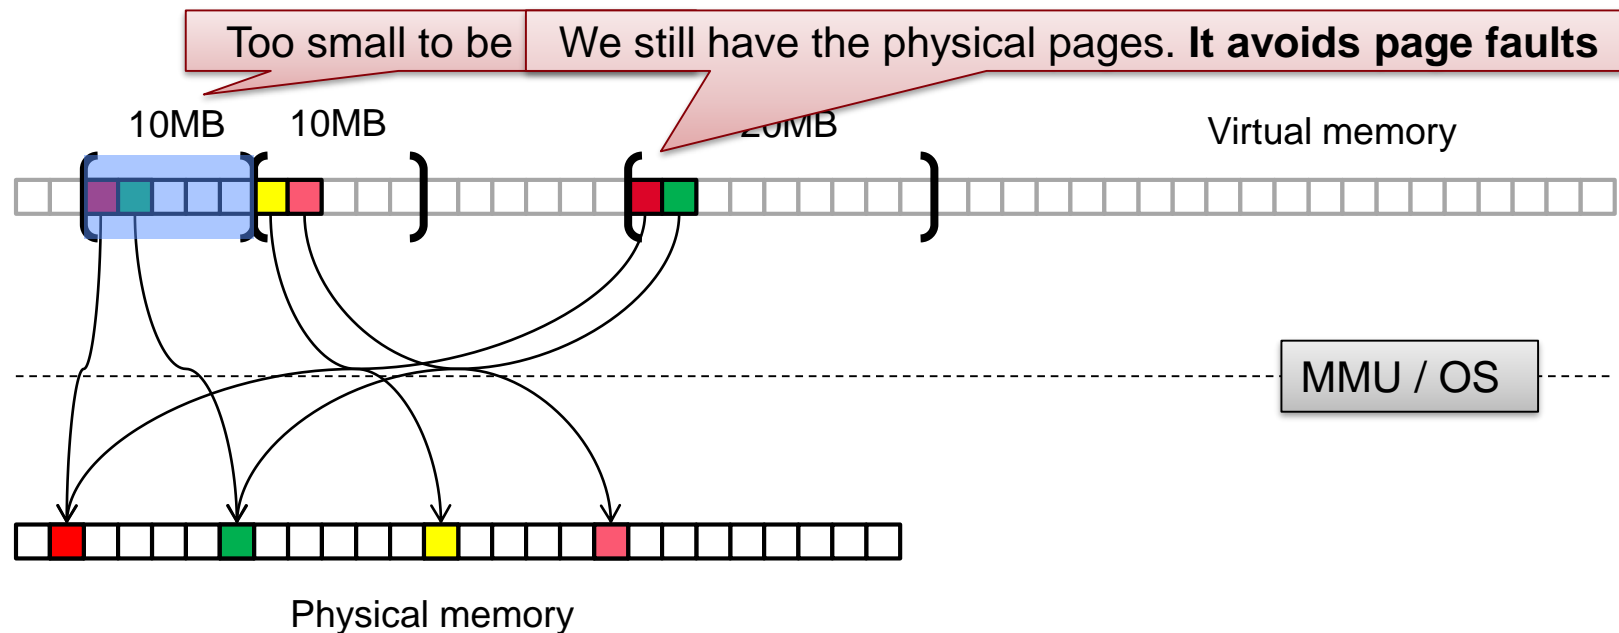 Too small to be
We still have the physical pages. It avoids page faults
10MB
10MB
20MB
Virtual memory
MMU / OS
Physical memory